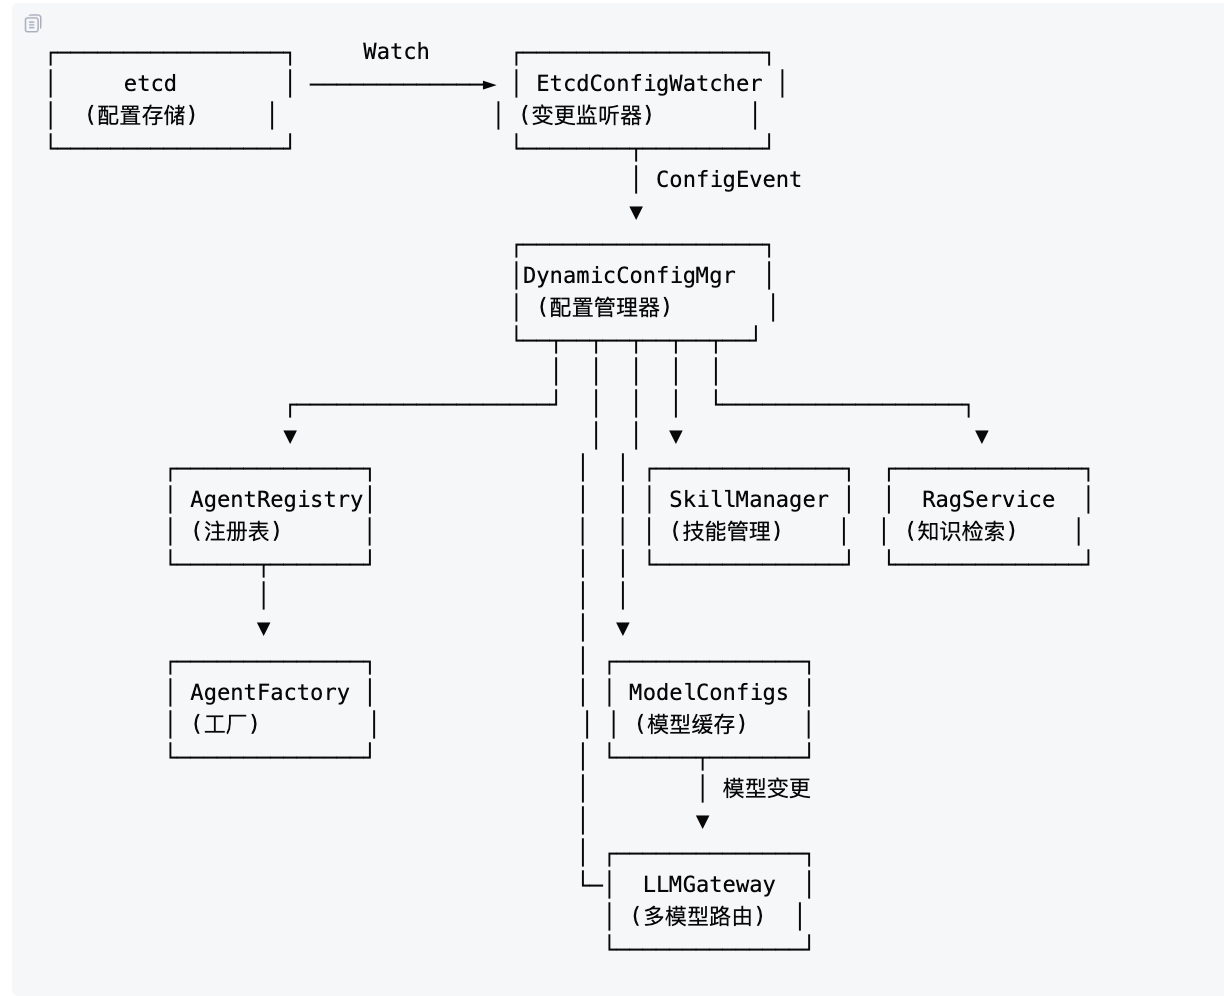 Watch
etcd
(配置存储)
EtcdConfigWatcher
(变更监听器)
ConfigEvent
DynamicConfigMgr
(配置管理器)
AgentRegistry
(注册表)
SkillManager
(技能管理)
RagService
(知识检索)
AgentFactory
(工厂)
ModelConfigs
(模型缓存)
模型变更
LLMGateway
(多模型路由)